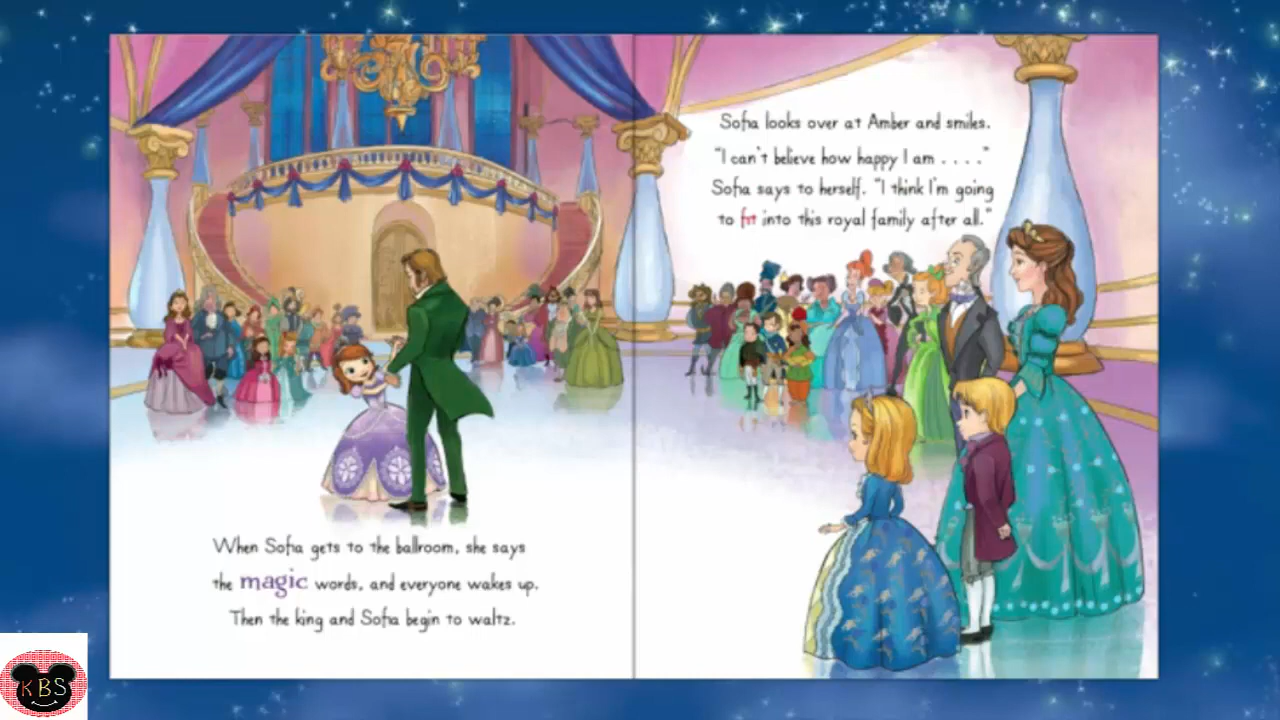 When Sofia gets to the ballroom, she says
the magic words, and everyone wakes up.
Then the king and Sofia begin to waltz.
Sofia looks over at Amber and smiles.
"I can't believe how happy I am . . . ."
Sofia says to herself. "I think I'm going
to fit into this royal family after all."
KBS